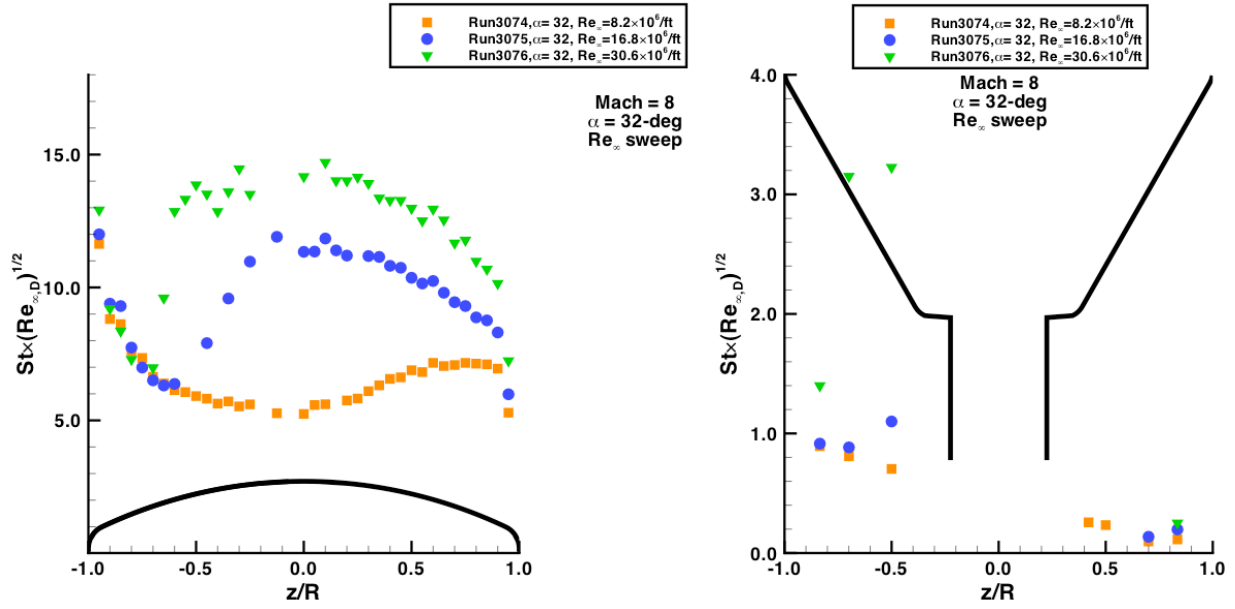 Run3074,α= 32, Re∞=8.2×10⁶/ft
Run3075,α= 32, Re∞=16.8×10⁶/ft
Run3076,α= 32, Re∞=30.6×10⁶/ft
Mach = 8
α = 32-deg
Re∞ sweep
15.0
10.0
5.0
St×(Re∞,D)1/2
-1.0
-0.5
0.0
0.5
1.0
z/R
Run3074,α= 32, Re∞=8.2×10⁶/ft
Run3075,α= 32, Re∞=16.8×10⁶/ft
Run3076,α= 32, Re∞=30.6×10⁶/ft
Mach = 8
α = 32-deg
Re∞ sweep
4.0
3.0
2.0
1.0
0.0
St×(Re∞,D)1/2
-1.0
-0.5
0.0
0.5
1.0
z/R